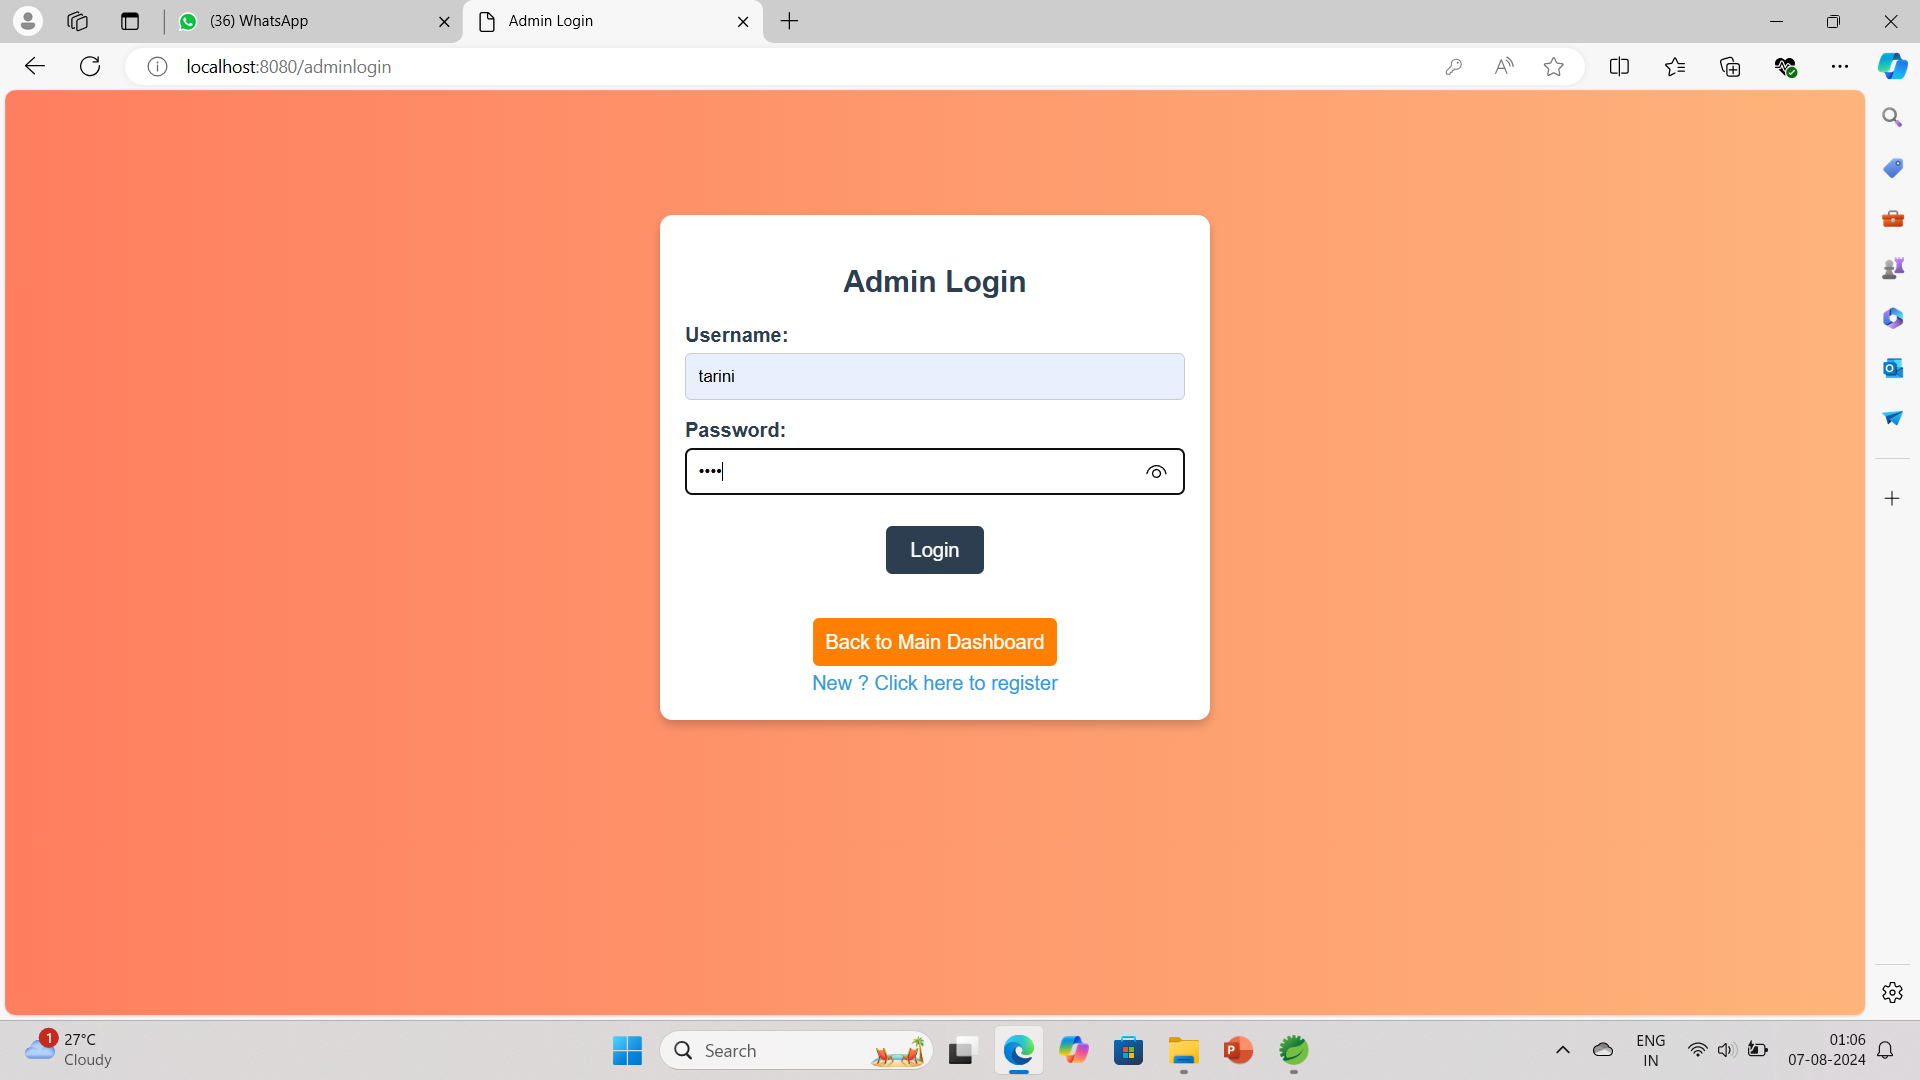 (36) WhatsApp
Admin Login
localhost:8080/adminlogin
Admin Login
Username:
tarini
Password:
••••
Login
Back to Main Dashboard
New ? Click here to register
1
27°C
Cloudy
Search
ENG
IN
01:06
07-08-2024